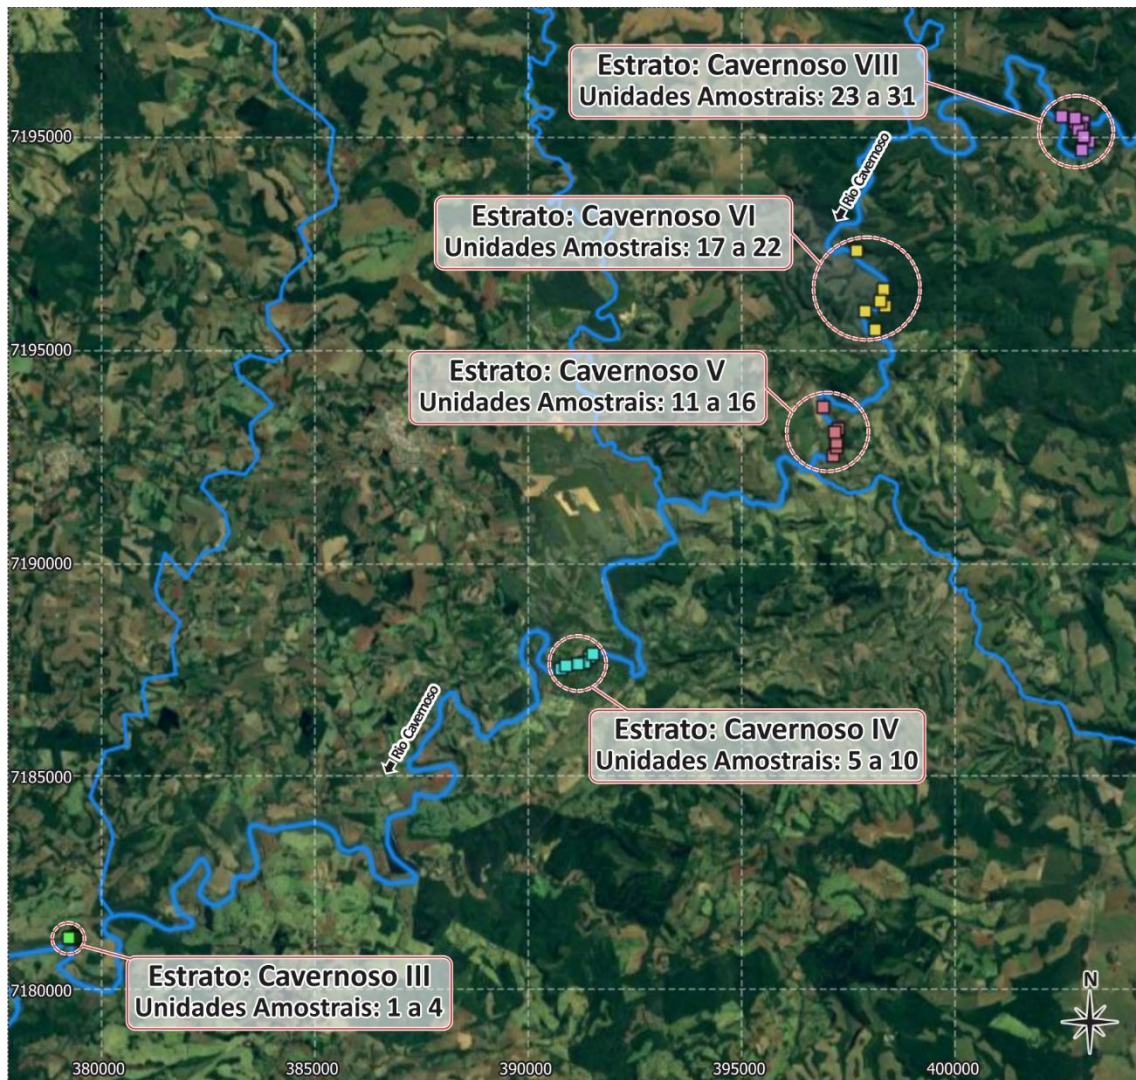 Estrato: Cavernoso VIII
Unidades Amostrais: 23 a 31
7195000
Rio Cavernoso
Estrato: Cavernoso VI
Unidades Amostrais: 17 a 22
7195000
Estrato: Cavernoso V
Unidades Amostrais: 11 a 16
7190000
Estrato: Cavernoso IV
Unidades Amostrais: 5 a 10
Rio Cavernoso
7185000
Estrato: Cavernoso III
Unidades Amostrais: 1 a 4
7180000
N
380000
385000
390000
395000
400000